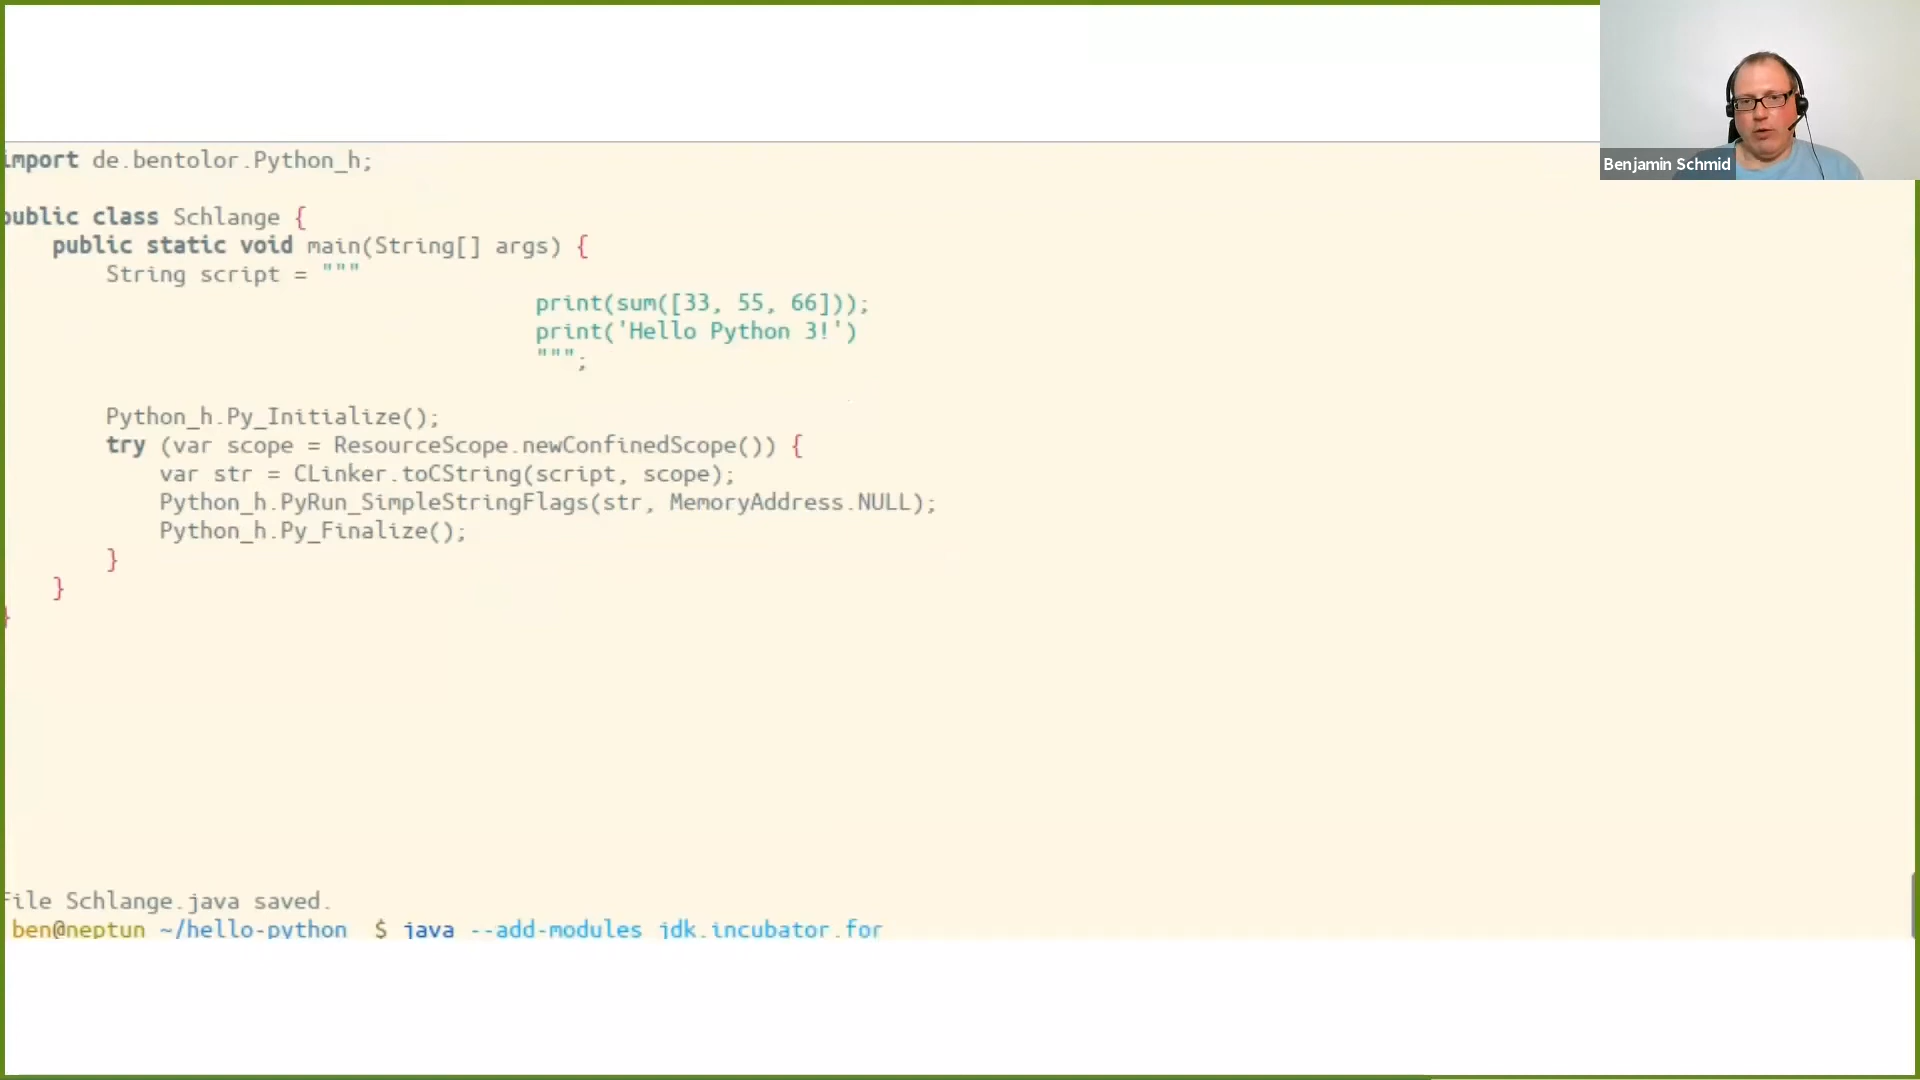 import de.bentolor.Python_h;
public class Schlange {
    public static void main(String[] args) {
        String script = """
                                        print(sum([33, 55, 66]));
                                        print('Hello Python 3!')
                                        """;
        Python_h.Py_Initialize();
        try (var scope = ResourceScope.newConfinedScope()) {
            var str = CLinker.toCString(script, scope);
            Python_h.PyRun_SimpleStringFlags(str, MemoryAddress.NULL);
            Python_h.Py_Finalize();
        }
    }
}
File Schlange.java saved.
ben@neptun ~/hello-python $ java --add-modules jdk.incubator.for
Benjamin Schmid